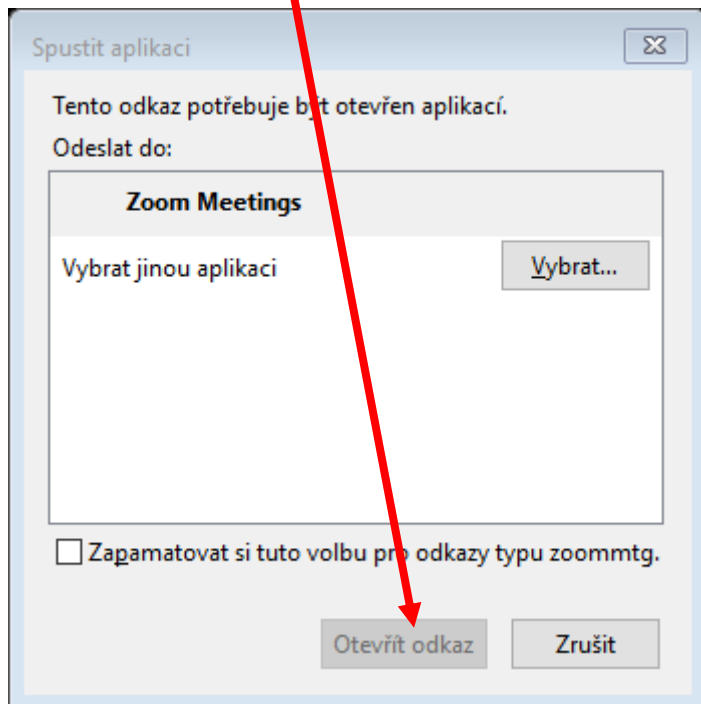 Spustit aplikaci
Tento odkaz potřebuje být otevřen aplikací.
Odeslat do:
Zoom Meetings
Vybrat jinou aplikaci
Vybrat...
Zapamatovat si tuto volbu pro odkazy typu zoommtg.
Otevřít odkaz
Zrušit